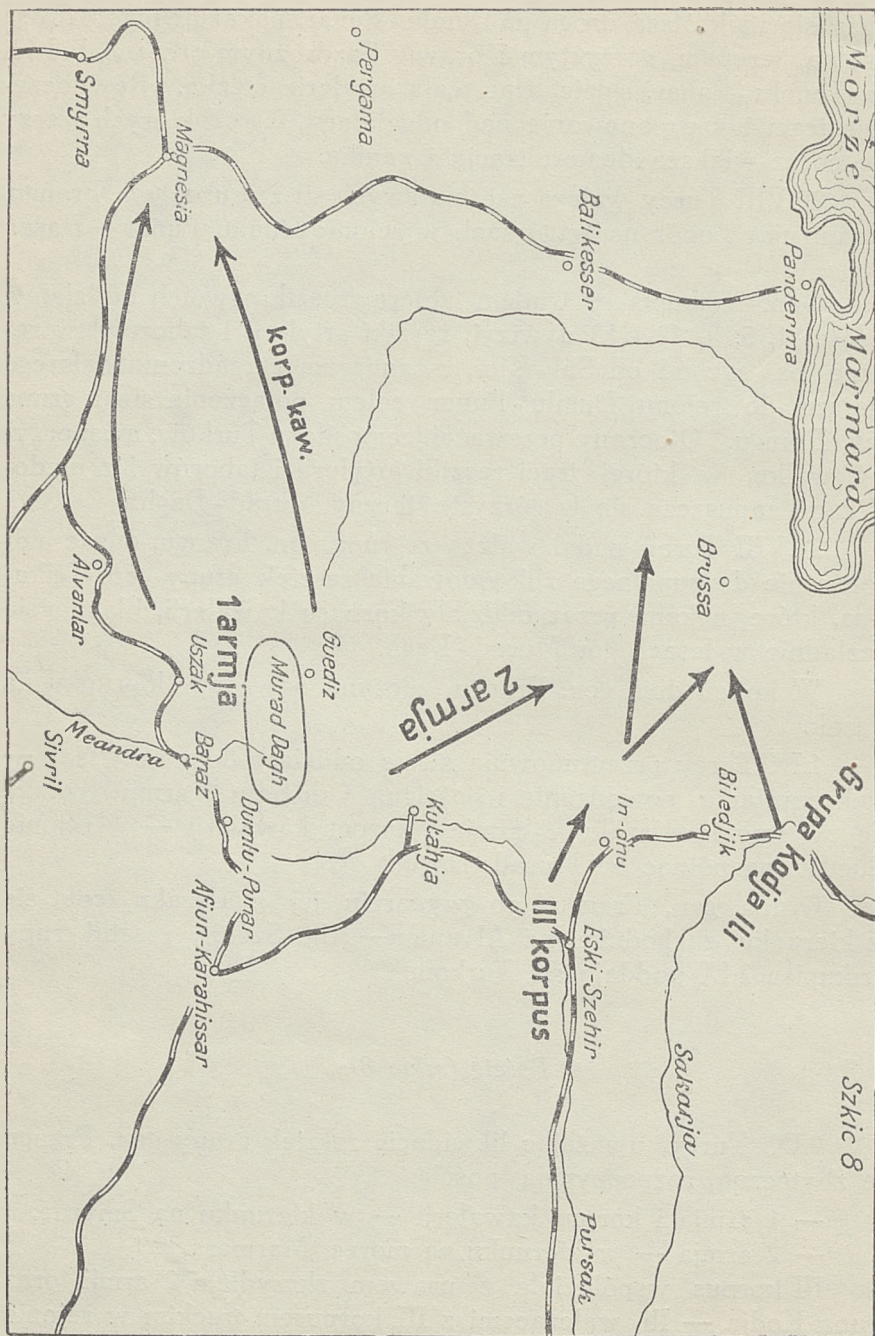 Szkic 8
Morze Marmara
Panderma
Brussa
Grupa Kodja Ili
Biledjik
Sakarja
Balikesser
In-önu
Eski-Szehir
Pursak
III korpus
2 armja
Pergama
Kutahja
Guediz
korp. kaw.
Murad Dagh
Magnesia
1 armja
Uszak
Dumlu-Punar
Afiun-Karahissar
Banaz
Smyrna
Alvanlar
Meandra
Sivril